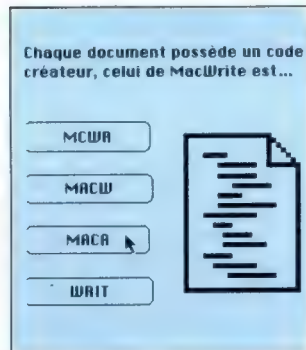 Chaque document possède un code
créateur, celui de MacWrite est...
MCWR
MACW
MACA
WRIT